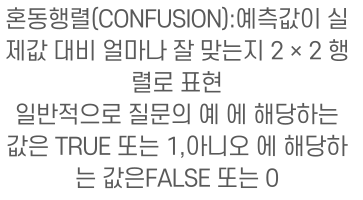 혼동행렬(CONFUSION):예측값이 실
제값 대비 얼마나 잘 맞는지 2 × 2 행
렬로 표현
일반적으로 질문의 예 에 해당하는
값은 TRUE 또는 1,아니오 에 해당하
는 값은FALSE 또는 0